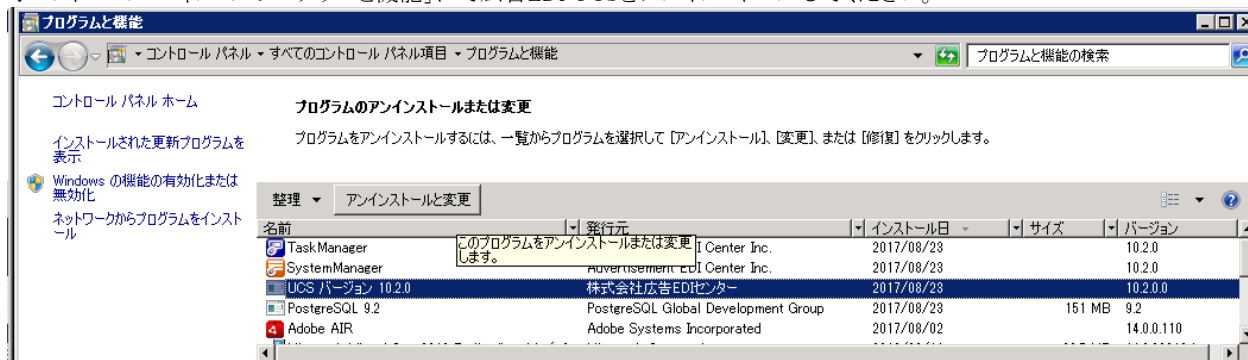 プログラムと機能
コントロール パネル ▾ すべてのコントロール パネル項目 ▾ プログラムと機能
プログラムと機能の検索
コントロール パネル ホーム
インストールされた更新プログラムを
表示
Windows の機能の有効化または
無効化
ネットワークからプログラムをインスト
ール
プログラムのアンインストールまたは変更
プログラムをアンインストールするには、一覧からプログラムを選択して [アンインストール]、[変更]、または [修復] をクリックします。
整理 ▼ アンインストールと変更
名前 発行元 インストール日 サイズ バージョン
TaskManager I Center Inc. 2017/08/23 10.2.0
このプログラムをアンインストールまたは変更
します。
SystemManager Advertisement EDI Center Inc. 2017/08/23 10.2.0
UCS バージョン 10.2.0 株式会社広告EDIセンター 2017/08/23 10.2.0.0
PostgreSQL 9.2 PostgreSQL Global Development Group 2017/08/23 151 MB 9.2
Adobe AIR Adobe Systems Incorporated 2017/08/02 14.0.0.110